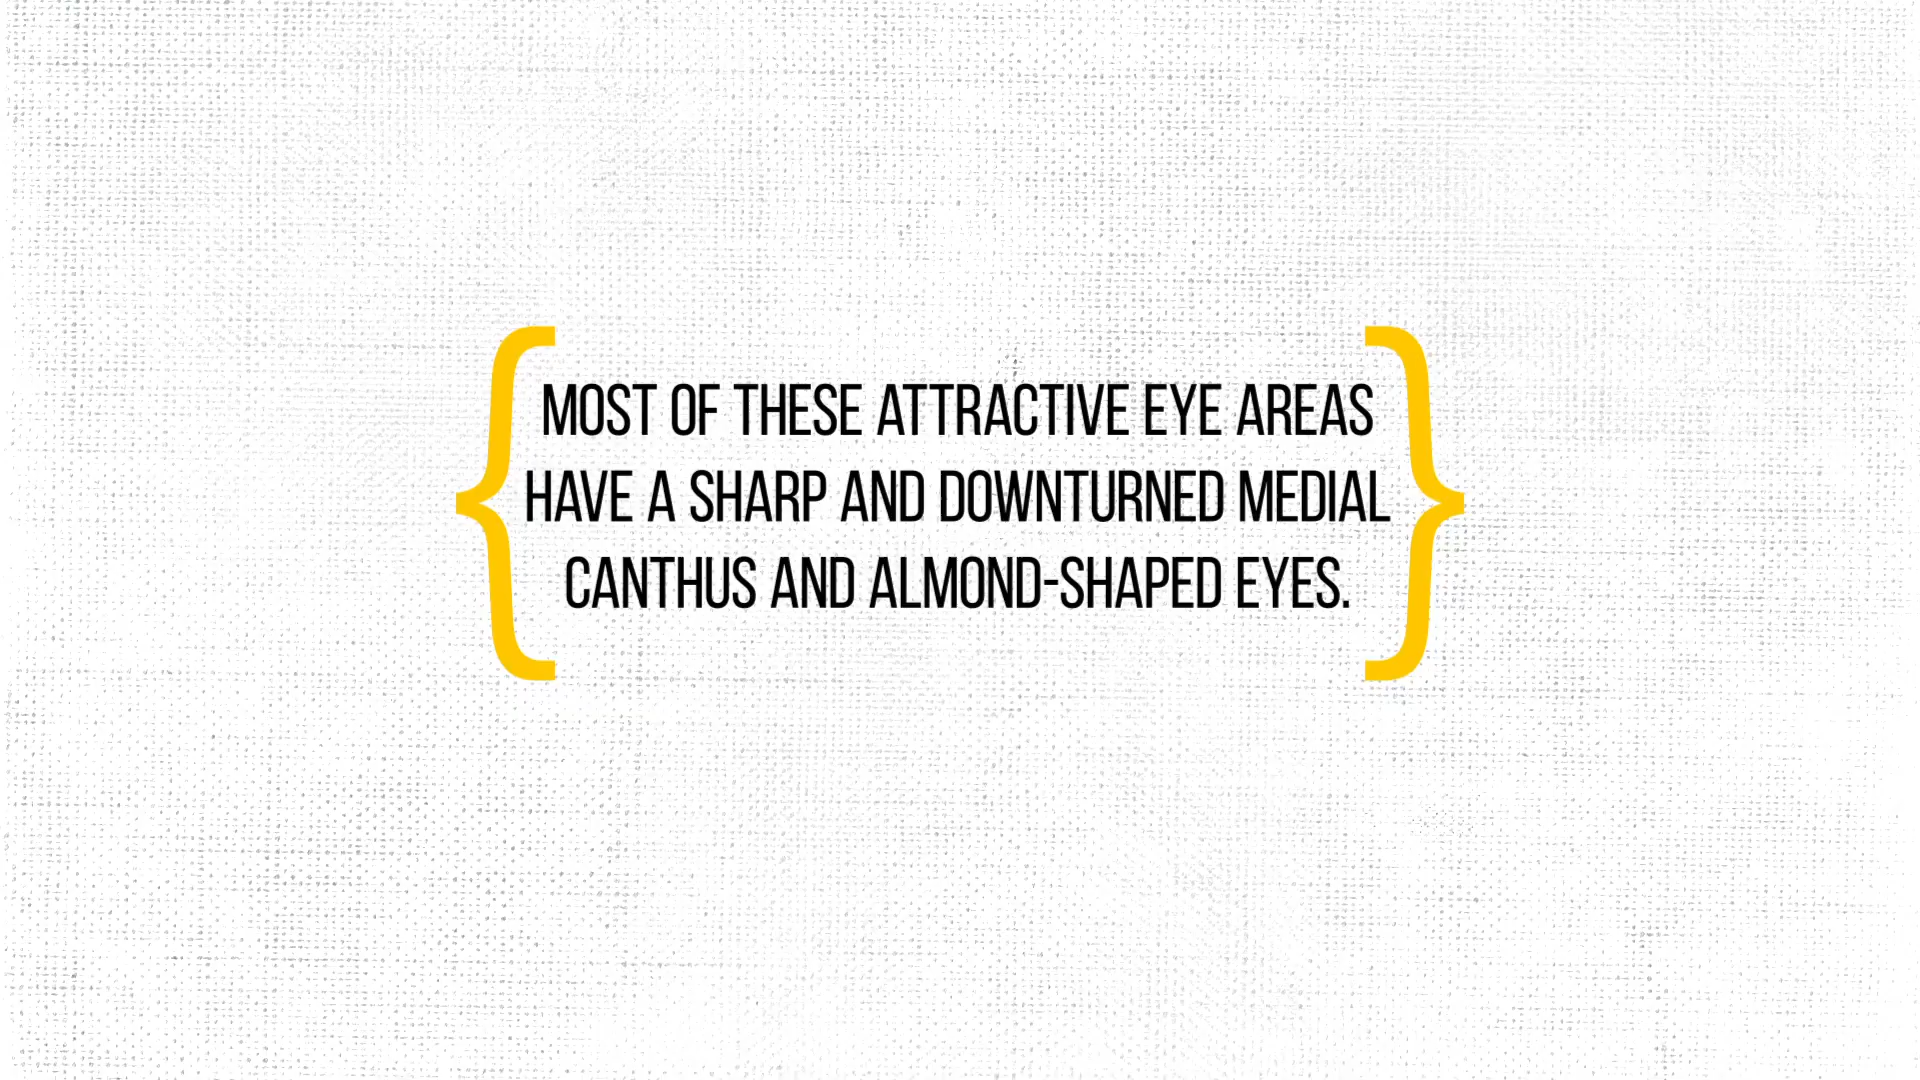 MOST OF THESE ATTRACTIVE EYE AREAS
HAVE A SHARP AND DOWNTURNED MEDIAL
CANTHUS AND ALMOND-SHAPED EYES.